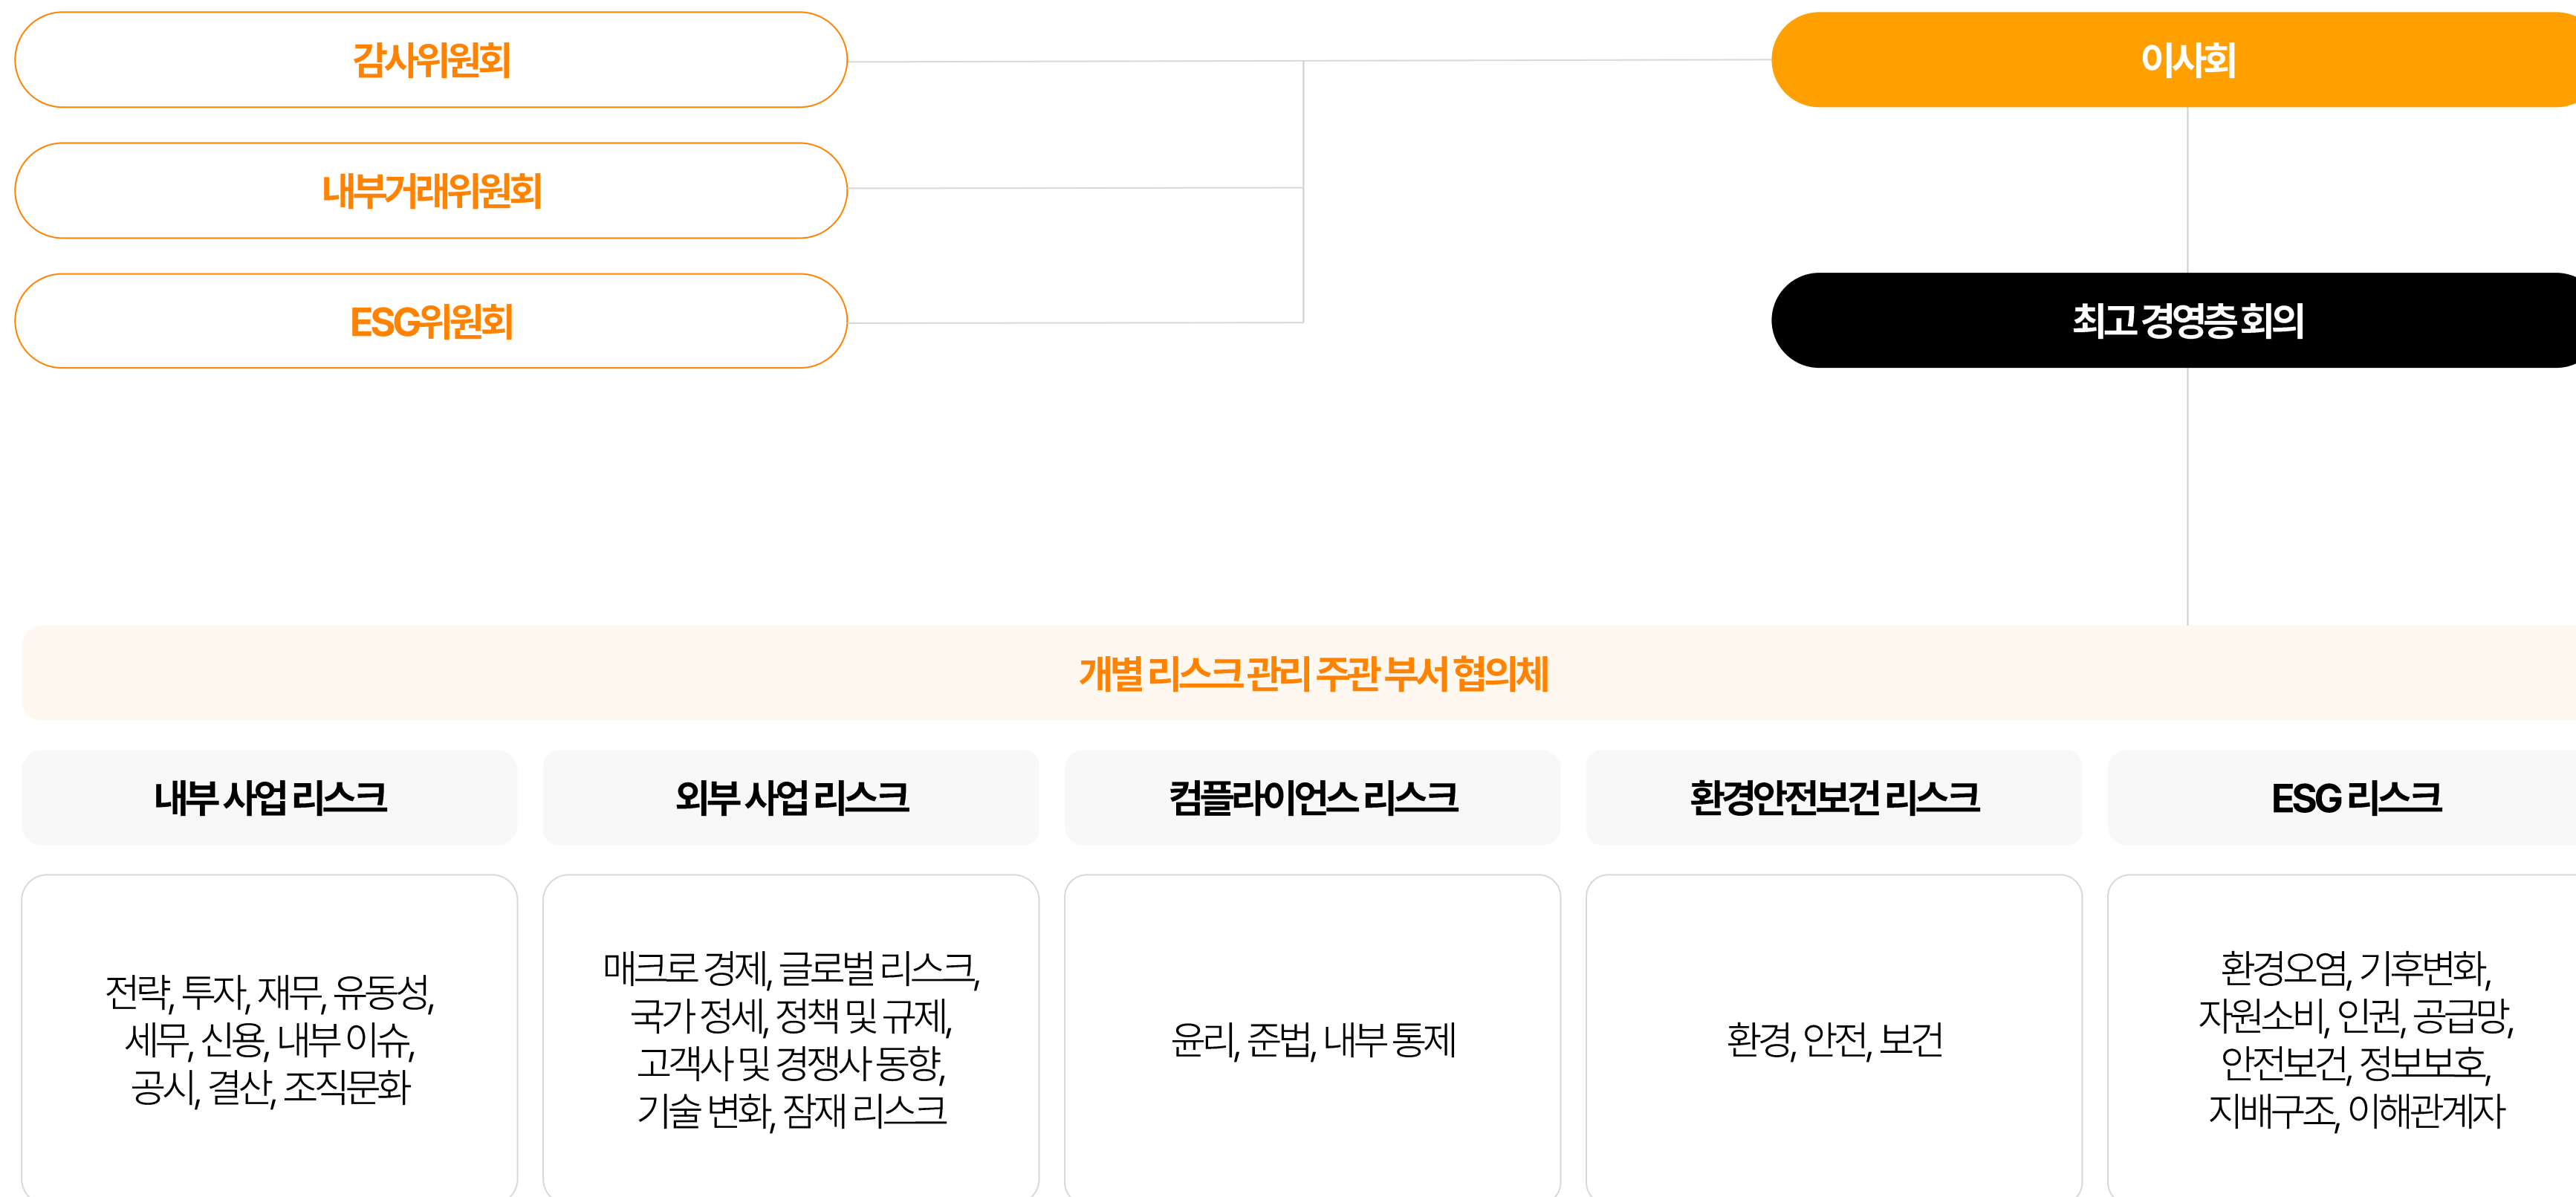 감사위원회
이사회
내부거래위원회
ESG위원회
최고 경영층 회의
개별 리스크 관리 주관 부서 협의체
내부 사업 리스크
외부 사업 리스크
컴플라이언스 리스크
환경안전보건 리스크
ESG 리스크
전략, 투자, 재무, 유동성,
세무, 신용, 내부 이슈,
공시, 결산, 조직문화
매크로 경제, 글로벌 리스크,
국가 정세, 정책 및 규제,
고객사 및 경쟁사 동향,
기술 변화, 잠재 리스크
윤리, 준법, 내부 통제
환경, 안전, 보건
환경오염, 기후변화,
자원소비, 인권, 공급망,
안전보건, 정보보호,
지배구조, 이해관계자